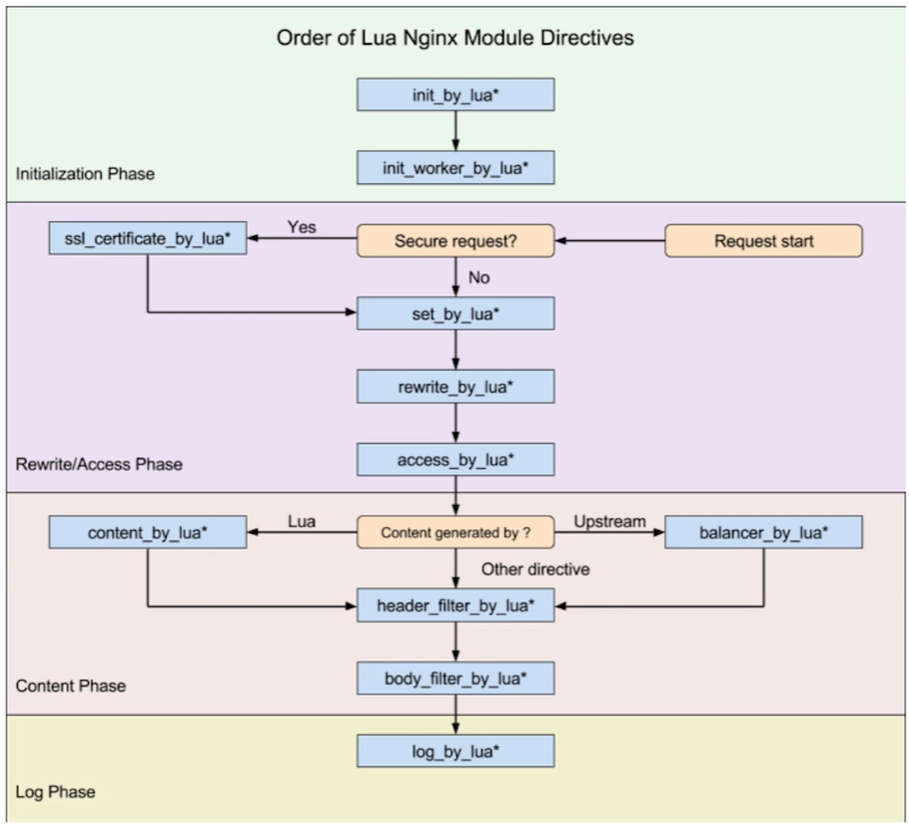 Order of Lua Nginx Module Directives
init_by_lua*
init_worker_by_lua*
Initialization Phase
ssl_certificate_by_lua*
Yes
Secure request?
Request start
No
set_by_lua*
rewrite_by_lua*
access_by_lua*
Rewrite/Access Phase
content_by_lua*
Lua
Content generated by ?
Upstream
balancer_by_lua*
Other directive
header_filter_by_lua*
body_filter_by_lua*
Content Phase
log_by_lua*
Log Phase